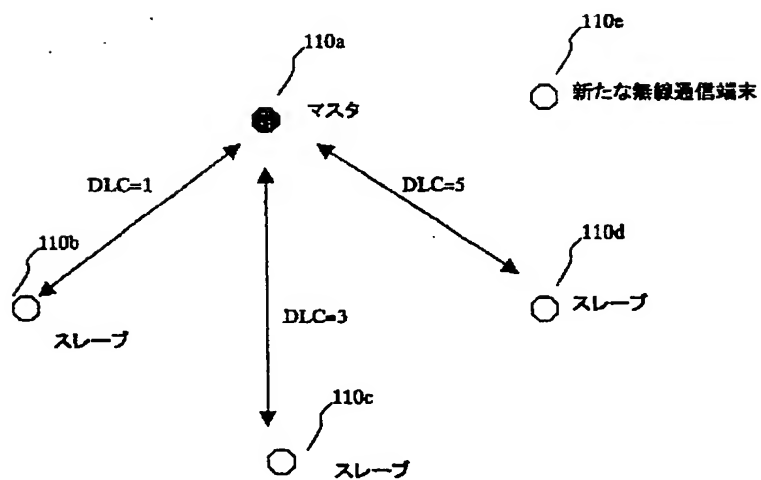 110a
110e
マスタ
新たな無線通信端末
DLC=1
DLC=5
110b
110d
スレーブ
スレーブ
DLC=3
110c
スレーブ